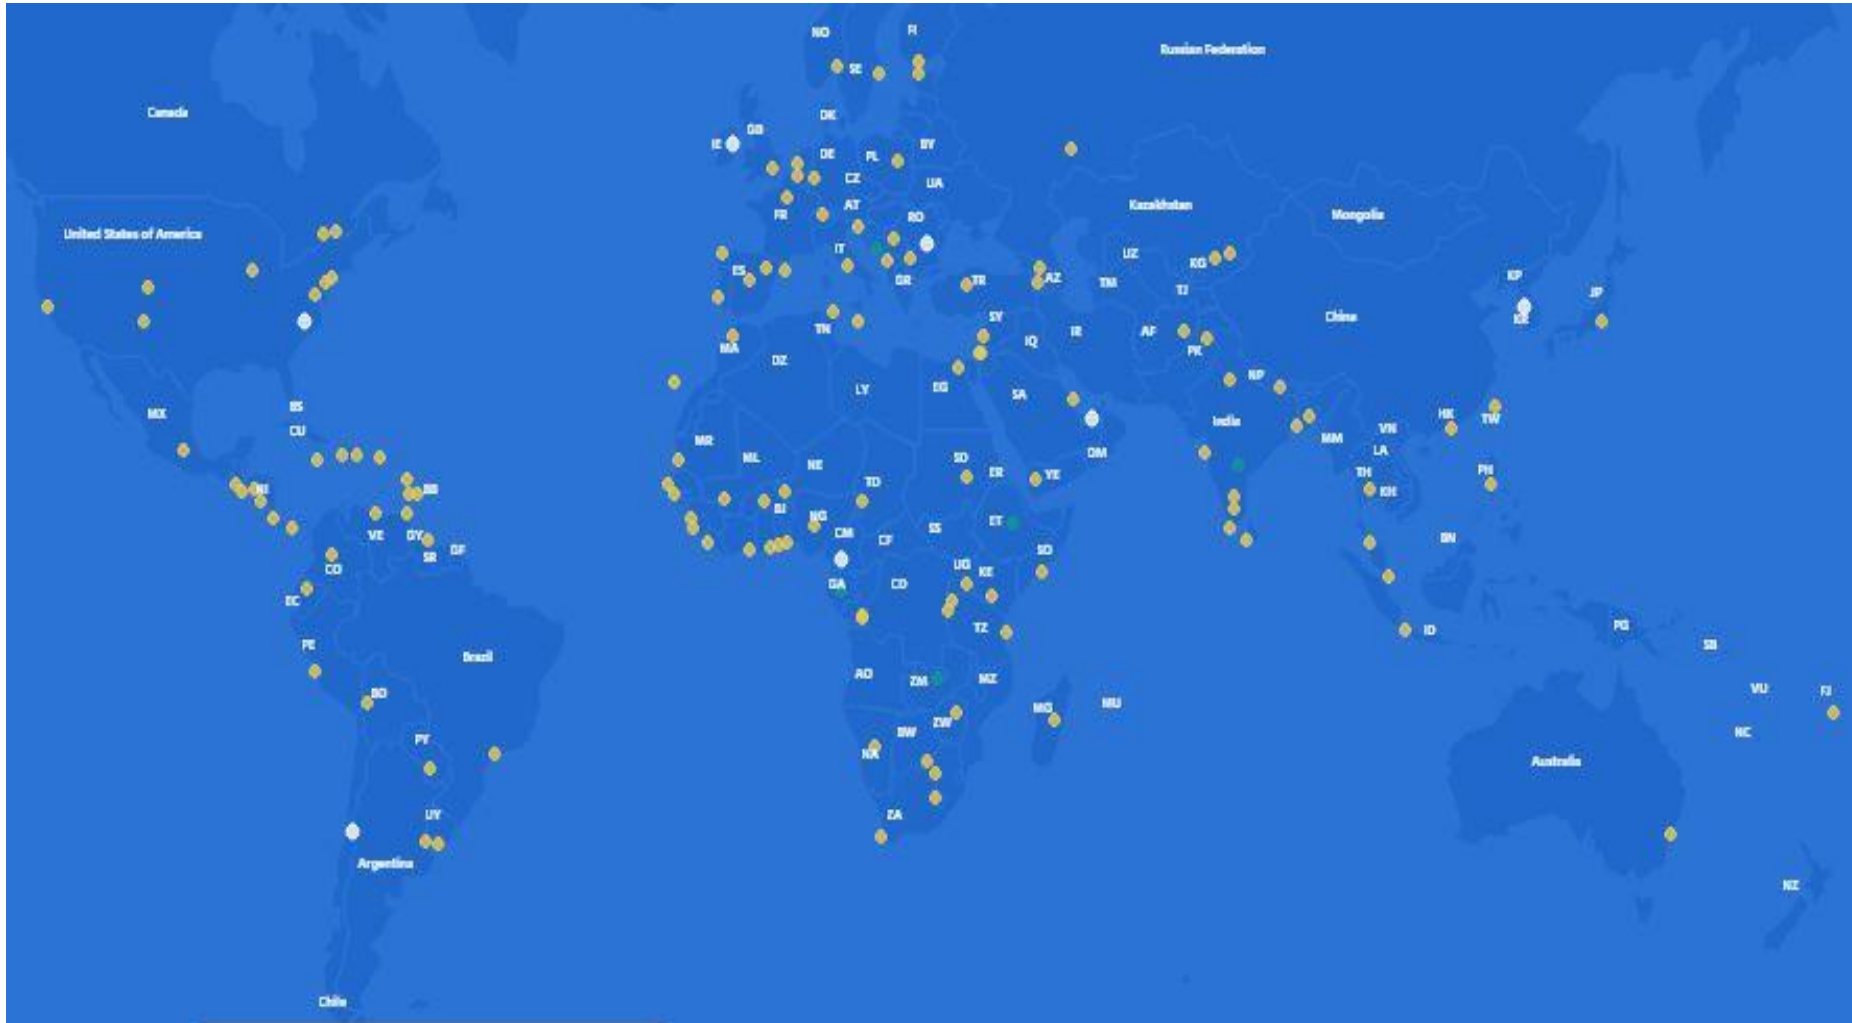 NO
FI
Russian Federation
SE
Canada
DK
GB
IE
BY
DE
PL
CZ
UA
AT
Kazakhstan
FR
RO
Mongolia
United States of America
IT
UZ
KG
ES
GR
TR
AZ
TM
TJ
KP
JP
SY
China
KR
TN
IQ
IR
AF
MA
PK
DZ
NP
EG
LY
SA
BS
MX
India
HK
TW
CU
VN
MR
MM
OM
LA
ML
NE
SD
ER
YE
TH
PH
TD
KH
NI
BB
BJ
NG
ET
CM
SS
VE
GY
CF
BN
SO
SR
GF
UG
KE
CO
GA
CD
EC
TZ
ID
PG
PE
SB
Brazil
AO
ZM
MZ
BO
VU
FJ
MG
MU
ZW
BW
NC
PY
NA
Australia
UY
ZA
Argentina
NZ
Chile